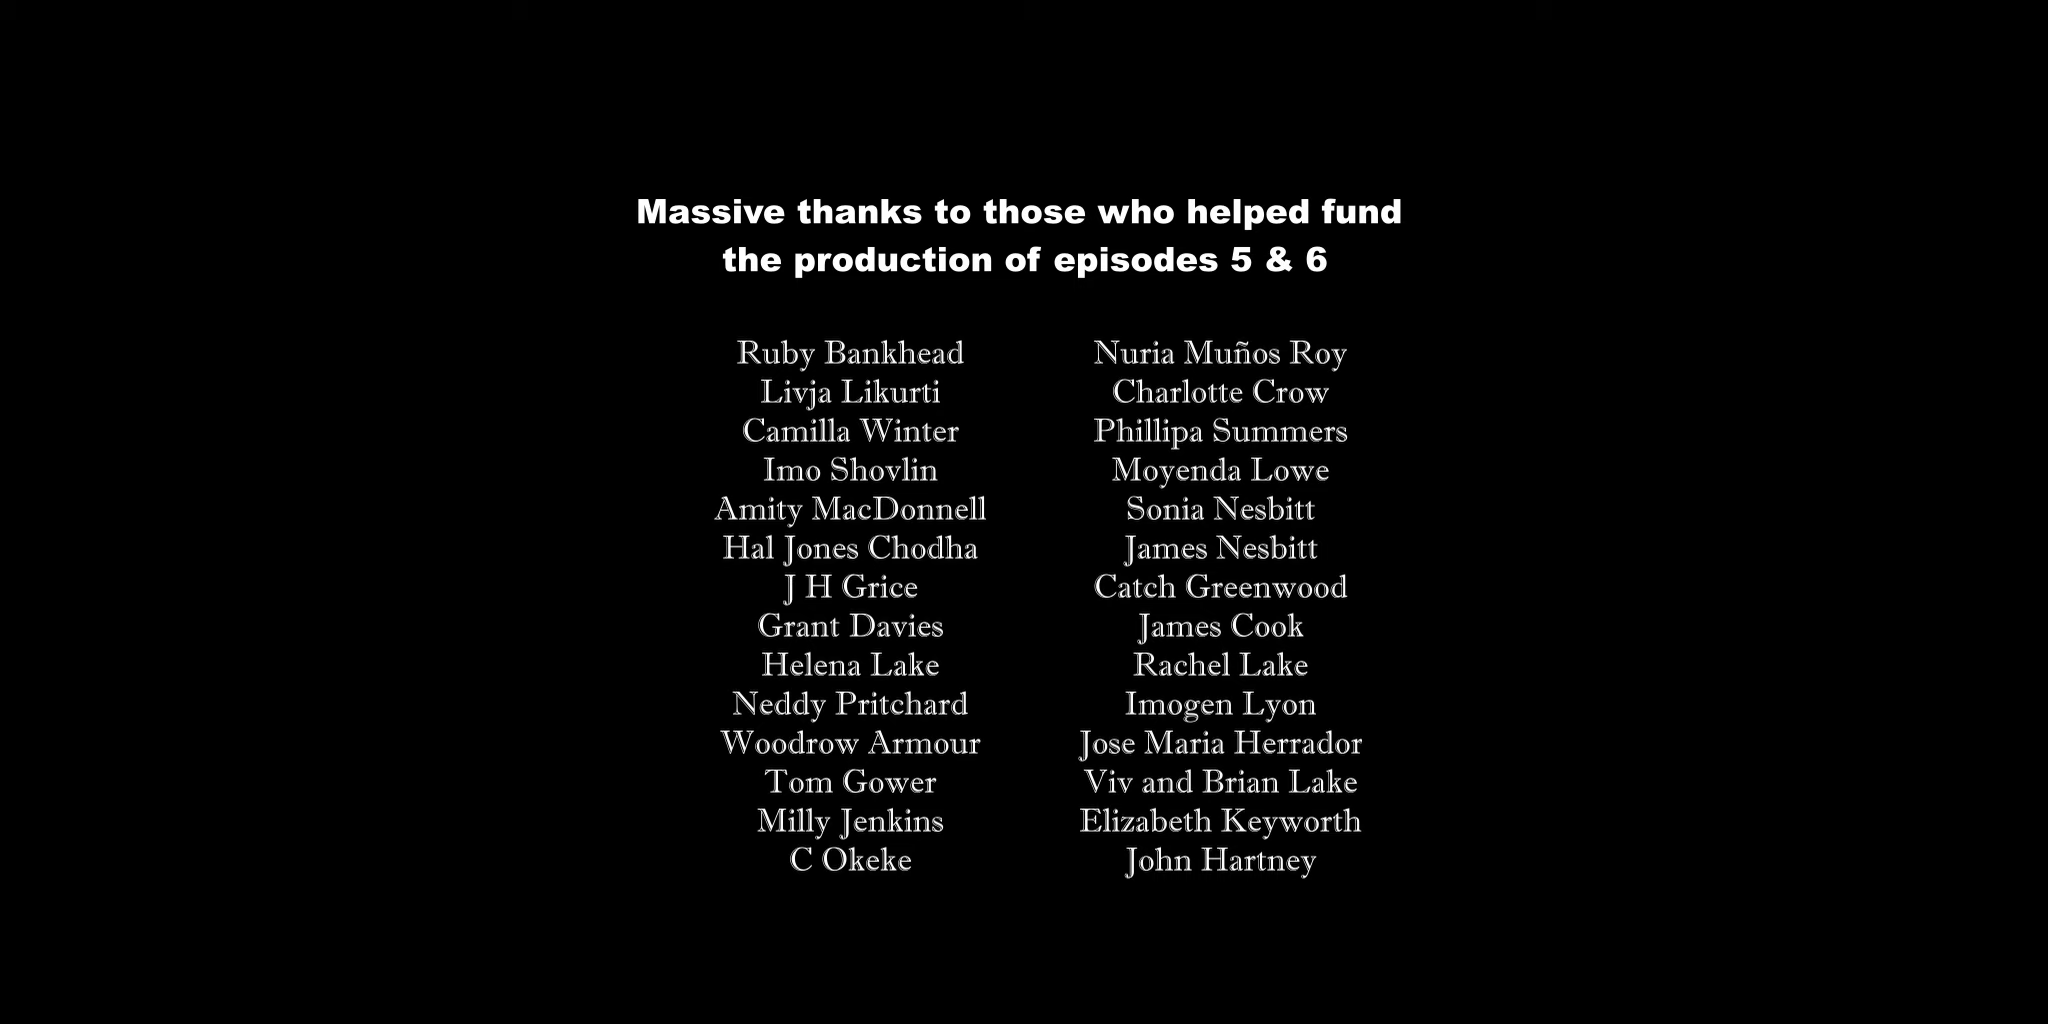 Massive thanks to those who helped fund
the production of episodes 5 & 6
Ruby Bankhead
Livja Likurti
Camilla Winter
Imo Shovlin
Amity MacDonnell
Hal Jones Chodha
J H Grice
Grant Davies
Helena Lake
Neddy Pritchard
Woodrow Armour
Tom Gower
Milly Jenkins
C Okeke
Nuria Muños Roy
Charlotte Crow
Phillipa Summers
Moyenda Lowe
Sonia Nesbitt
James Nesbitt
Catch Greenwood
James Cook
Rachel Lake
Imogen Lyon
Jose Maria Herrador
Viv and Brian Lake
Elizabeth Keyworth
John Hartney